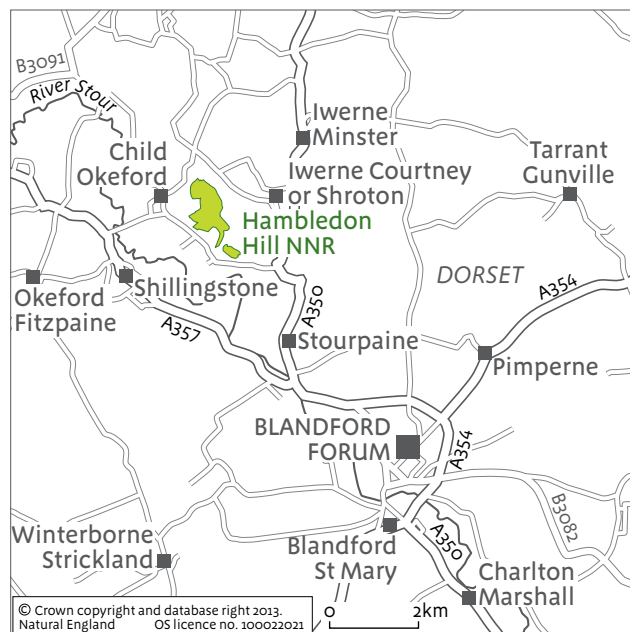 B3091
River Stour
Iwerne
Minster
Child
Okeford
Iwerne Courtney
or Shroton
Tarrant
Gunville
Hambledon
Hill NNR
DORSET
A354
Okeford
Fitzpaine
Shillingstone
A350
A357
Stourpaine
Pimperne
BLANDFORD
FORUM
A354
B3082
Winterborne
Strickland
Blandford
St Mary
A350
Charlton
Marshall
© Crown copyright and database right 2013.
Natural England OS licence no. 100022021
0 2km